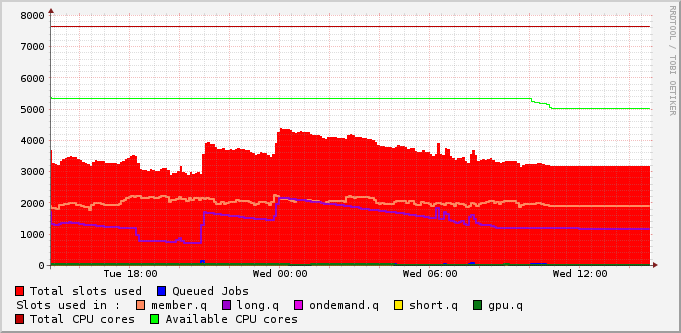 8000
7000
6000
5000
4000
3000
2000
1000
0
Tue 18:00 Wed 00:00 Wed 06:00 Wed 12:00
RRDTOOL / TOBI OETIKER
Total slots used Queued Jobs
Slots used in : member.q long.q ondemand.q short.q gpu.q
Total CPU cores Available CPU cores